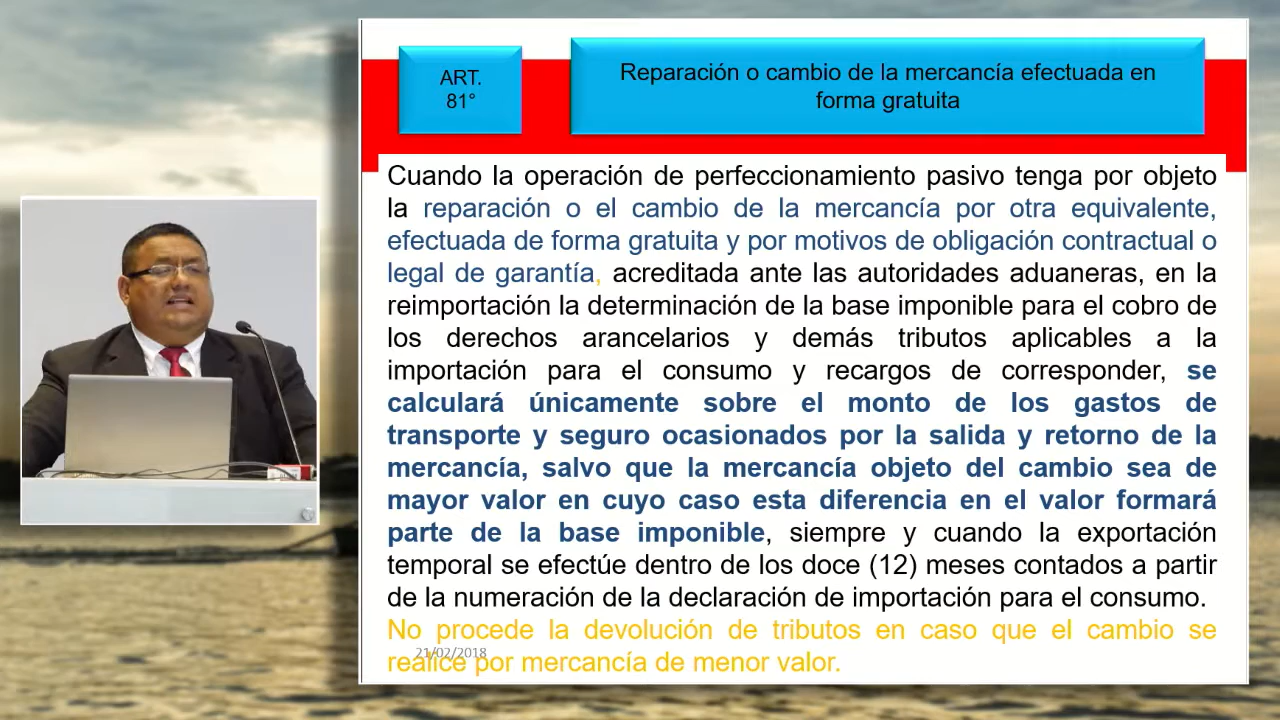 ART.
81°
Reparación o cambio de la mercancía efectuada en
forma gratuita
Cuando la operación de perfeccionamiento pasivo tenga por objeto
la reparación o el cambio de la mercancía por otra equivalente,
efectuada de forma gratuita y por motivos de obligación contractual o
legal de garantía, acreditada ante las autoridades aduaneras, en la
reimportación la determinación de la base imponible para el cobro de
los derechos arancelarios y demás tributos aplicables a la
importación para el consumo y recargos de corresponder, se
calculará únicamente sobre el monto de los gastos de
transporte y seguro ocasionados por la salida y retorno de la
mercancía, salvo que la mercancía objeto del cambio sea de
mayor valor en cuyo caso esta diferencia en el valor formará
parte de la base imponible, siempre y cuando la exportación
temporal se efectúe dentro de los doce (12) meses contados a partir
de la numeración de la declaración de importación para el consumo.
No procede la devolución de tributos en caso que el cambio se
realice por mercancía de menor valor.
21/02/2018